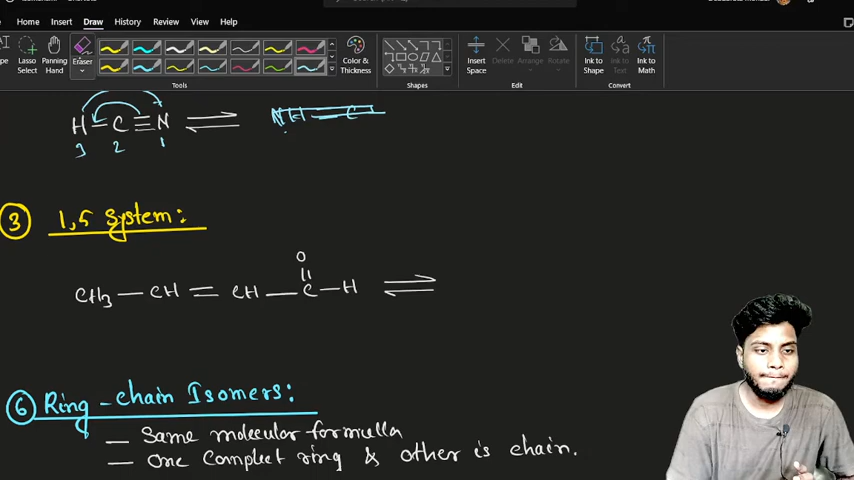 Home Insert Draw History Review View Help
Lasso Select
Panning Hand
Eraser
Color & Thickness
Insert Space
Delete
Arrange
Rotate
Ink to Shape
Ink to Text
Ink to Math
Tools
Shapes
Edit
Convert
H – C ≡ N ⇌
3 2 1
③ 1,5 System:
O
CH3 — CH = CH — C – H ⇌
⑥ Ring - chain Isomers:
— Same molecular formulla
— One compleet ring & other is chain.